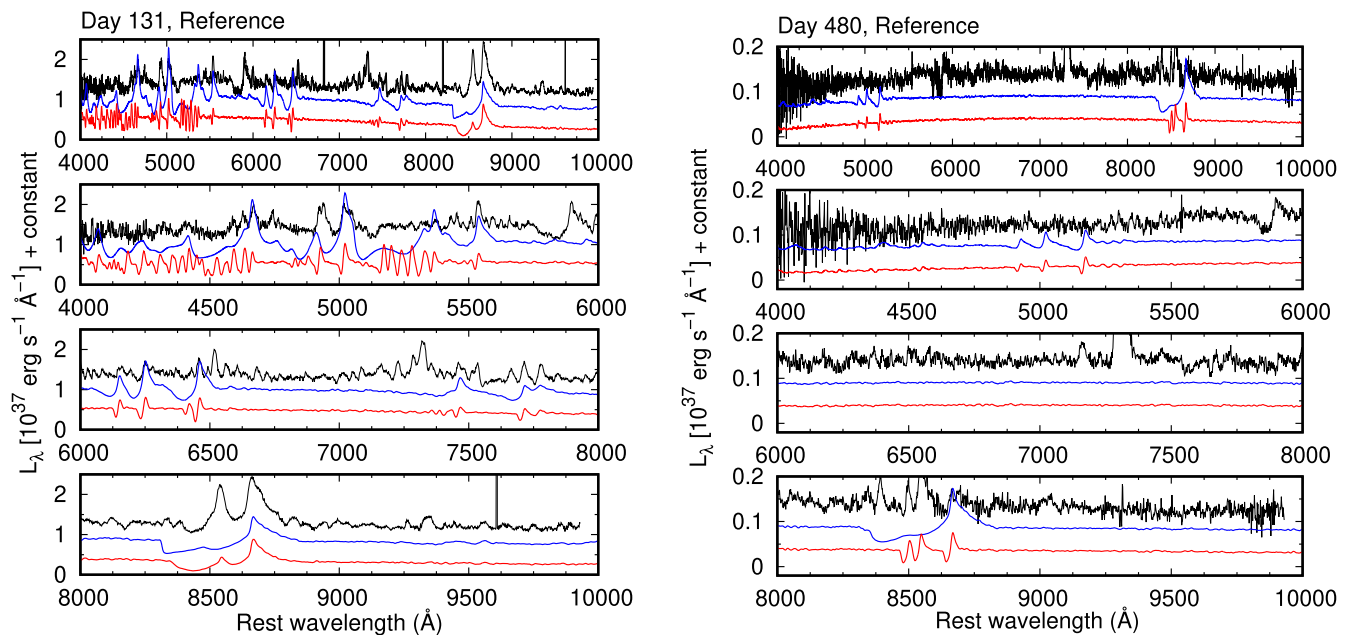 Day 131, Reference
2
1
0
4000 5000 6000 7000 8000 9000 10000
2
1
0
4000 4500 5000 5500 6000
2
1
0
6000 6500 7000 7500 8000
2
1
0
8000 8500 9000 9500 10000
Rest wavelength (Å)
L_λ [10³⁷ erg s⁻¹ Å⁻¹] + constant
Day 480, Reference
0.2
0.1
0
4000 5000 6000 7000 8000 9000 10000
0.2
0.1
0
4000 4500 5000 5500 6000
0.2
0.1
0
6000 6500 7000 7500 8000
0.2
0.1
0
8000 8500 9000 9500 10000
Rest wavelength (Å)
L_λ [10³⁷ erg s⁻¹ Å⁻¹] + constant